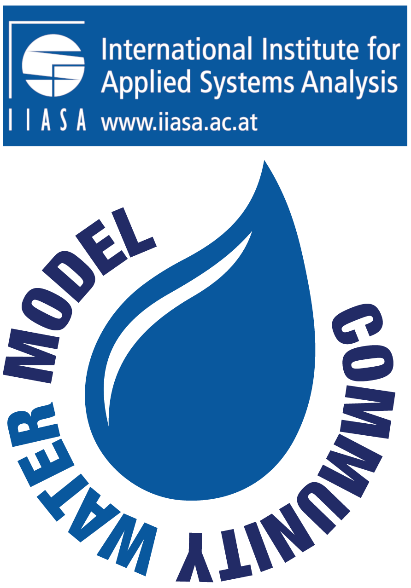 International Institute for
Applied Systems Analysis
IIASA www.iiasa.ac.at
COMMUNITY WATER MODEL